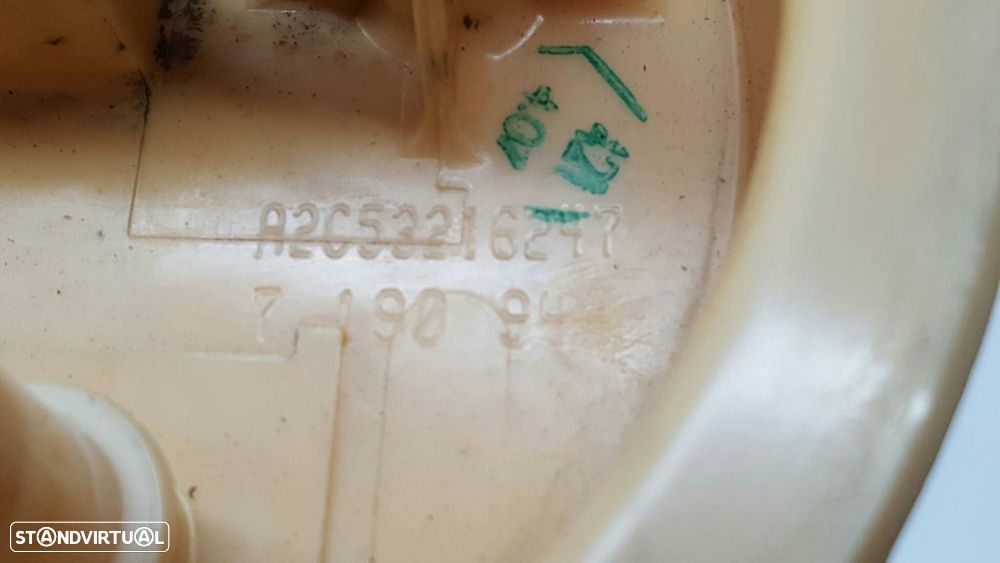 A2C53216247
7 190 94
STANDVIRTUAL